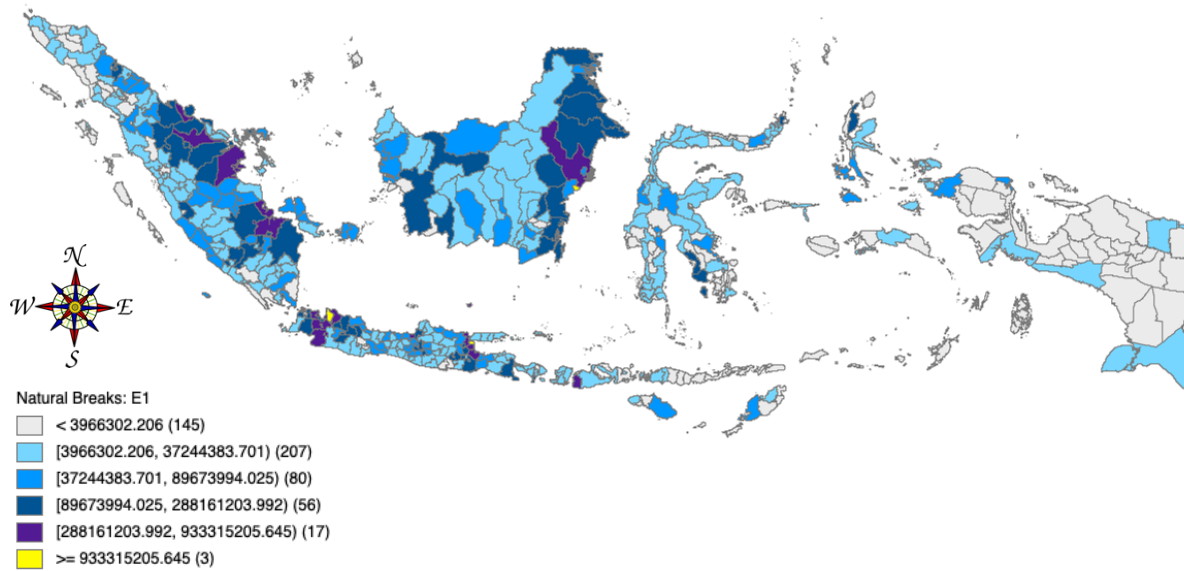 N
W
E
S
Natural Breaks: E1
< 3966302.206 (145)
[3966302.206, 37244383.701) (207)
[37244383.701, 89673994.025) (80)
[89673994.025, 288161203.992) (56)
[288161203.992, 933315205.645) (17)
>= 933315205.645 (3)